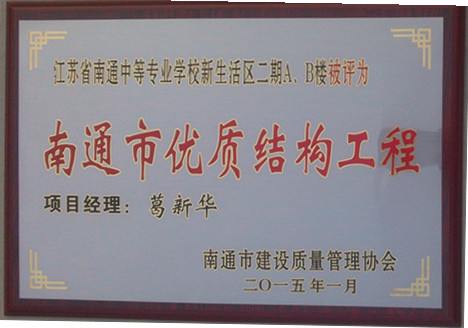 江苏省南通中等专业学校新生活区二期A、B楼被评为
南通市优质结构工程
项目经理：葛新华
南通市建设质量管理协会
二〇一五年一月